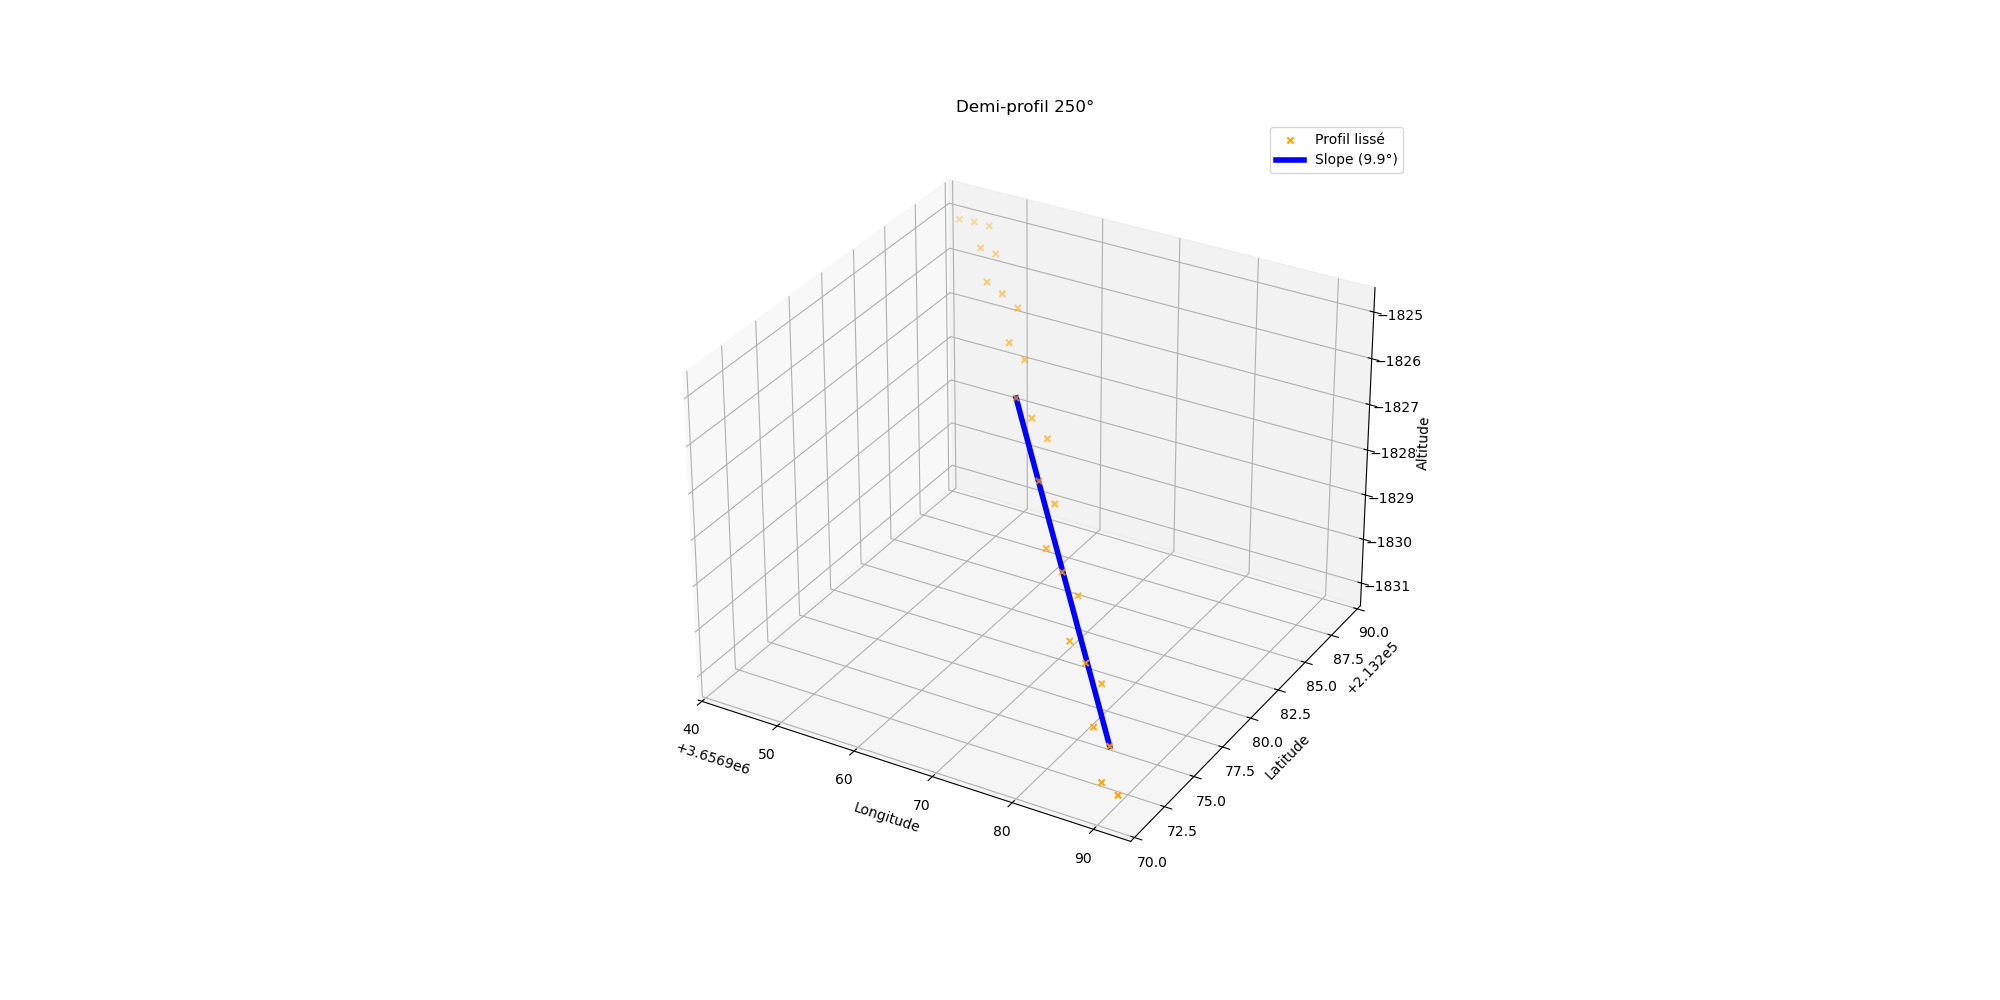 Demi-profil 250°
Profil lissé
Slope (9.9°)
−1825
−1826
−1827
−1828
−1829
−1830
−1831
Altitude
90.0
87.5
85.0
82.5
80.0
77.5
75.0
72.5
70.0
+2.132e5
Latitude
40
50
60
70
80
90
+3.6569e6
Longitude